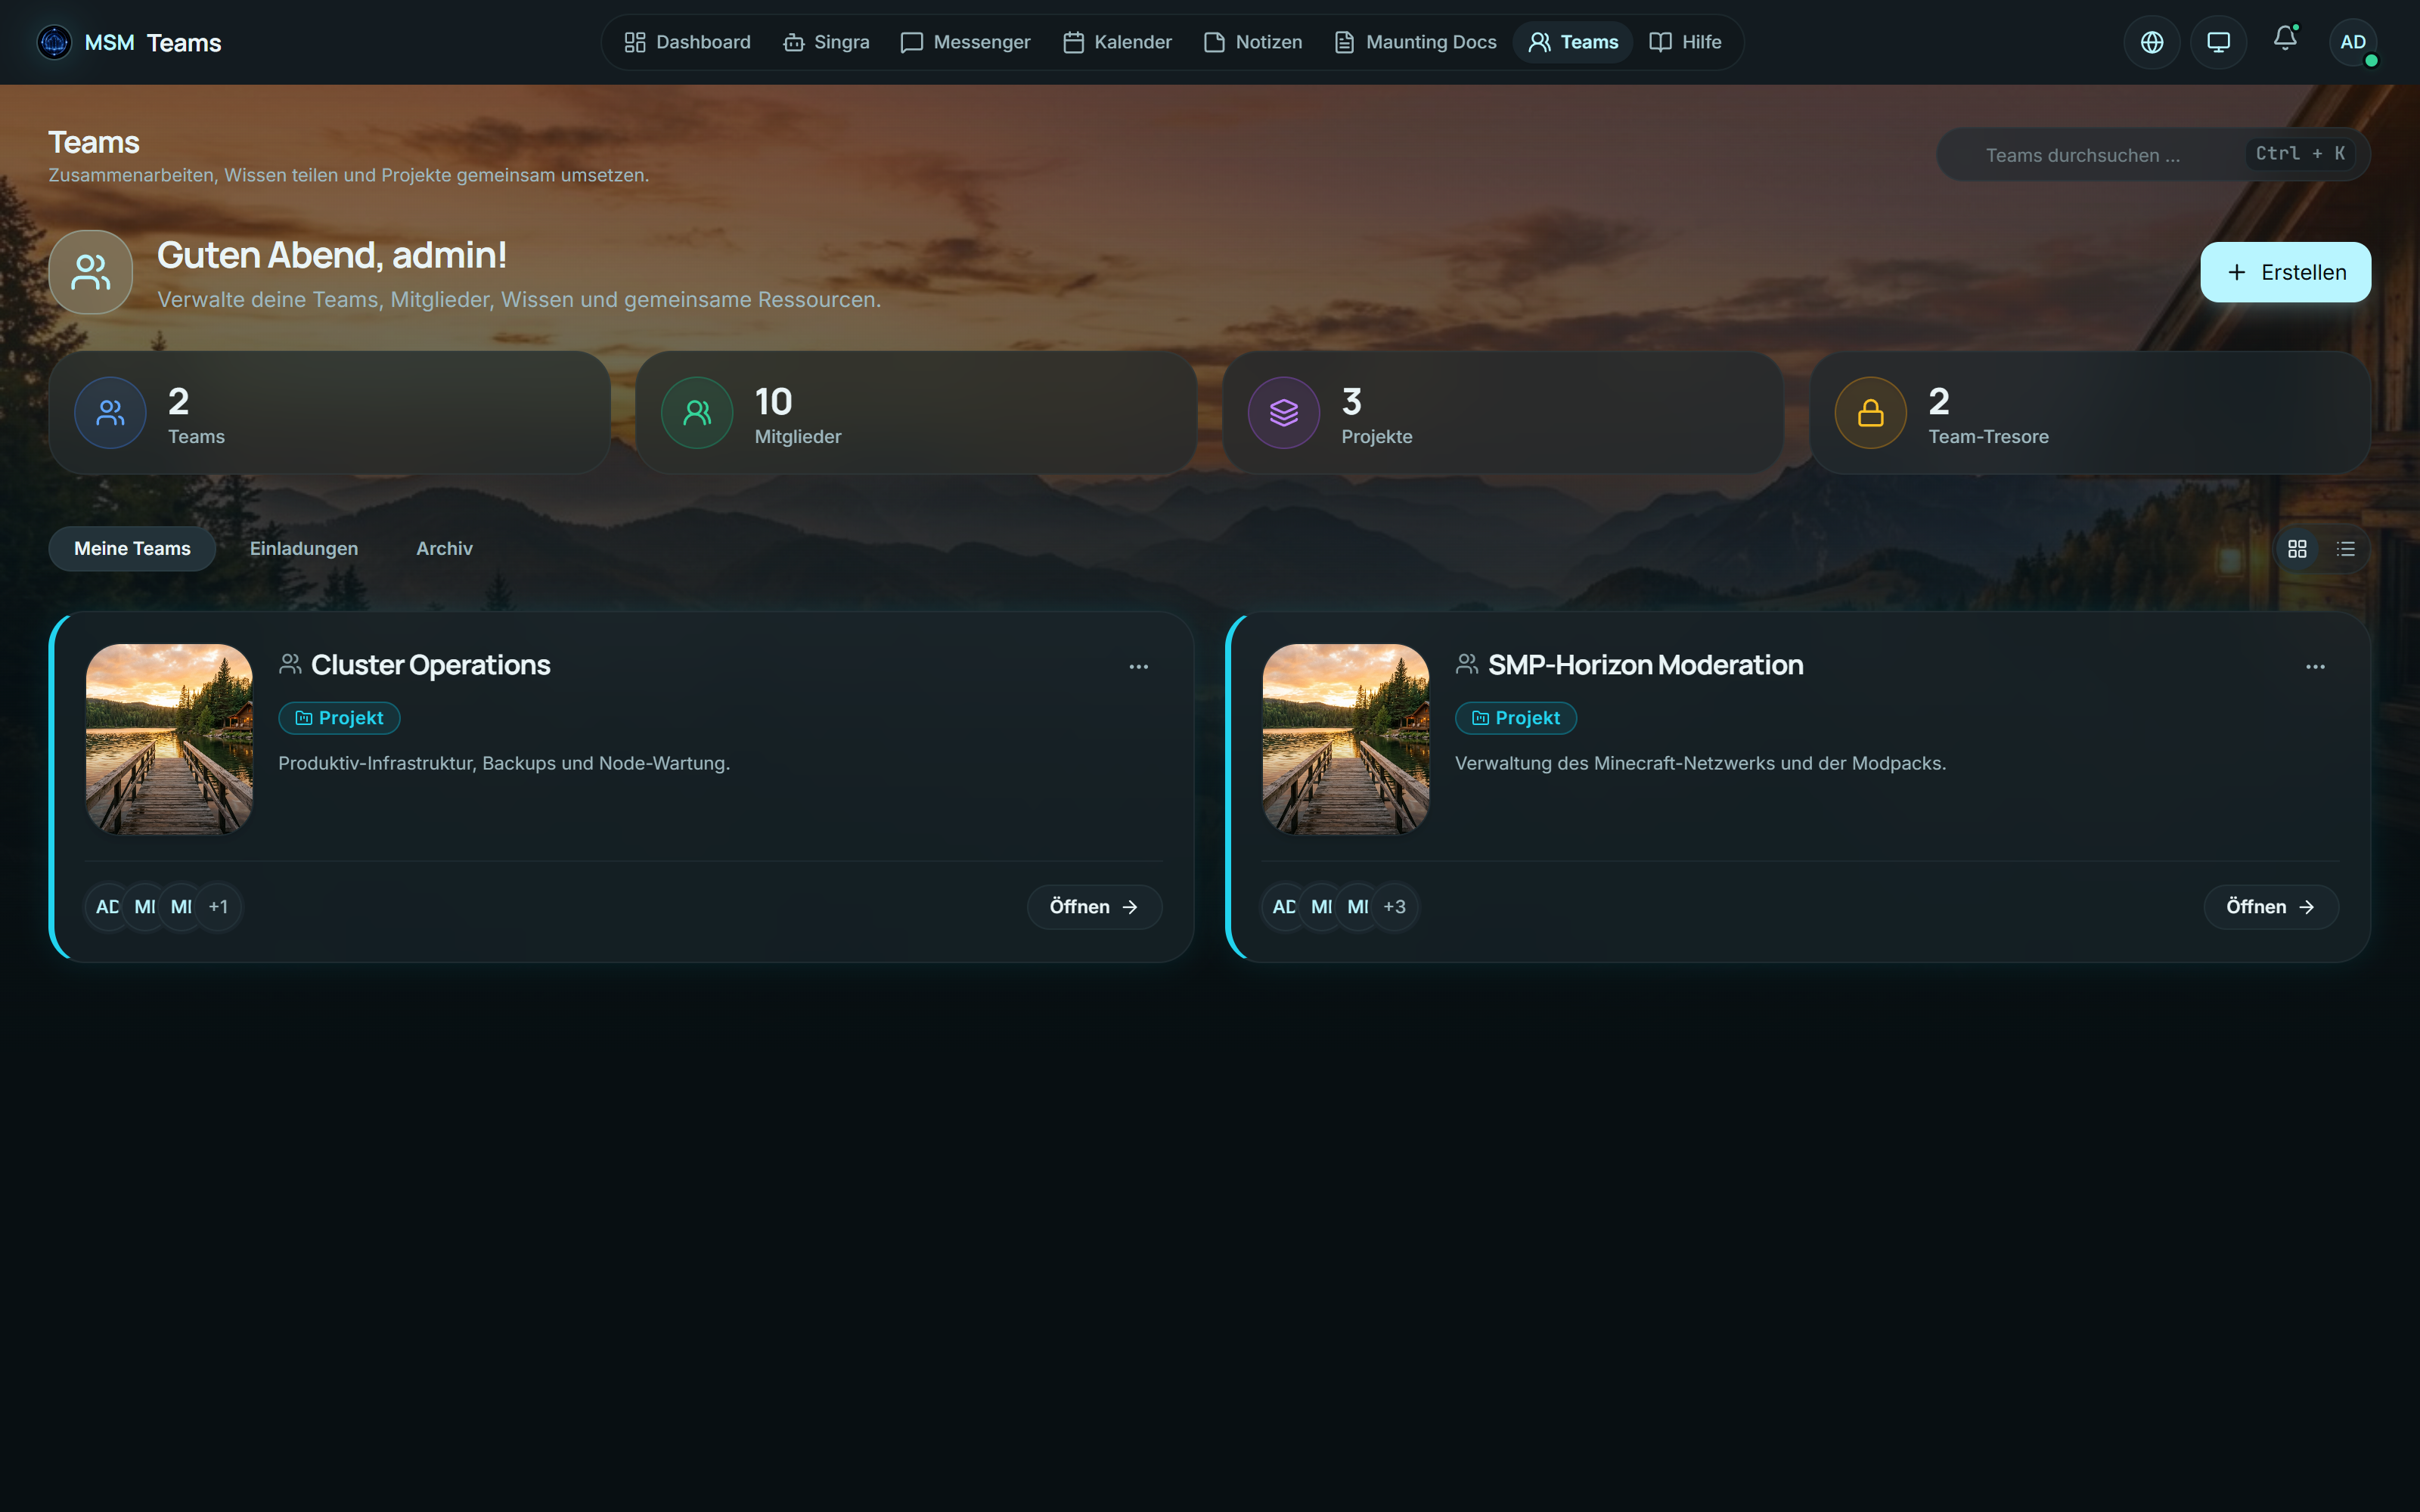 MSM Teams
Dashboard
Singra
Messenger
Kalender
Notizen
Maunting Docs
Teams
Hilfe
AD
Teams
Zusammenarbeiten, Wissen teilen und Projekte gemeinsam umsetzen.
Teams durchsuchen ...
Ctrl + K
Guten Abend, admin!
Verwalte deine Teams, Mitglieder, Wissen und gemeinsame Ressourcen.
+ Erstellen
2
Teams
10
Mitglieder
3
Projekte
2
Team-Tresore
Meine Teams
Einladungen
Archiv
Cluster Operations
Projekt
Produktiv-Infrastruktur, Backups und Node-Wartung.
AD
MI
MI
+1
Öffnen
SMP-Horizon Moderation
Projekt
Verwaltung des Minecraft-Netzwerks und der Modpacks.
AD
MI
MI
+3
Öffnen